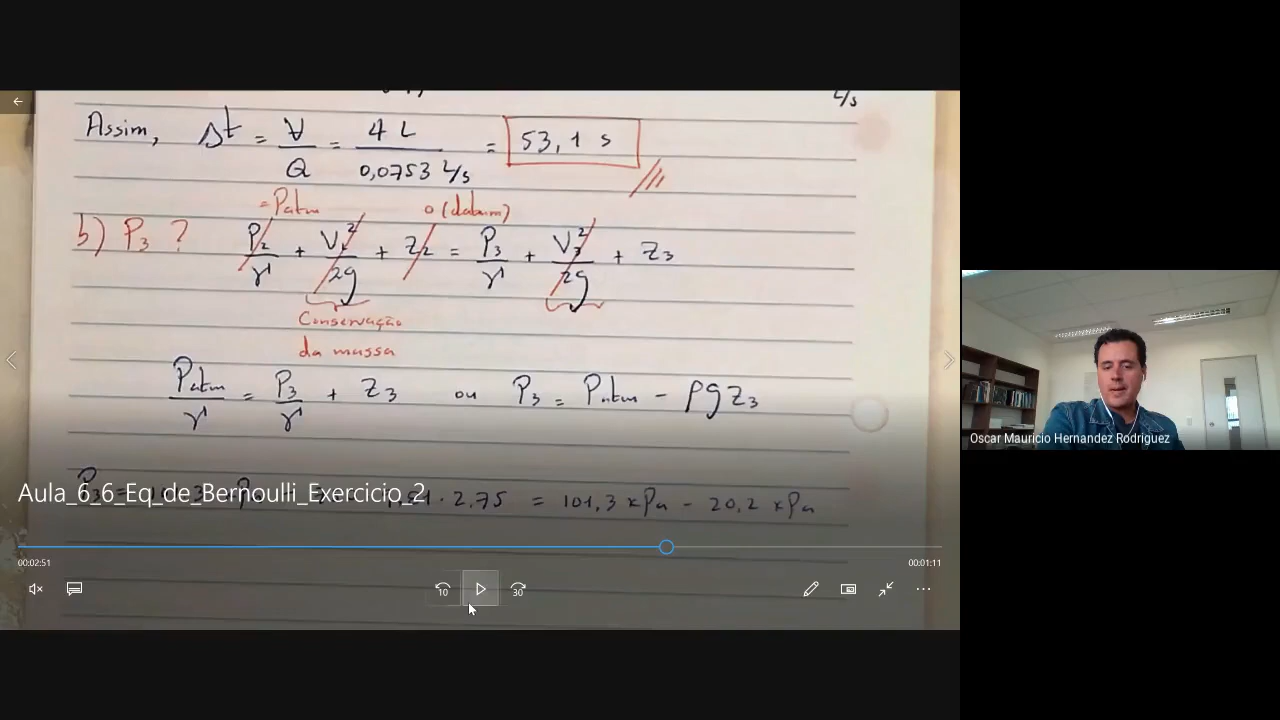 L/s
Assim, Δt = V / Q = 4 L / 0,0753 L/s = 53,1 s
= Patm 0 (datum)
b) P3 ? P2/γ + V2²/2g + Z2 = P3/γ + V3²/2g + Z3
Conservação
da massa
Patm/γ = P3/γ + Z3 ou P3 = Patm - ρgZ3
P3 = · 2,75 = 101,3 kPa - 20,2 kPa
Aula_6_6_Eq_de_Bernoulli_Exercicio_2
00:02:51
00:01:11
10
30
Oscar Mauricio Hernandez Rodriguez